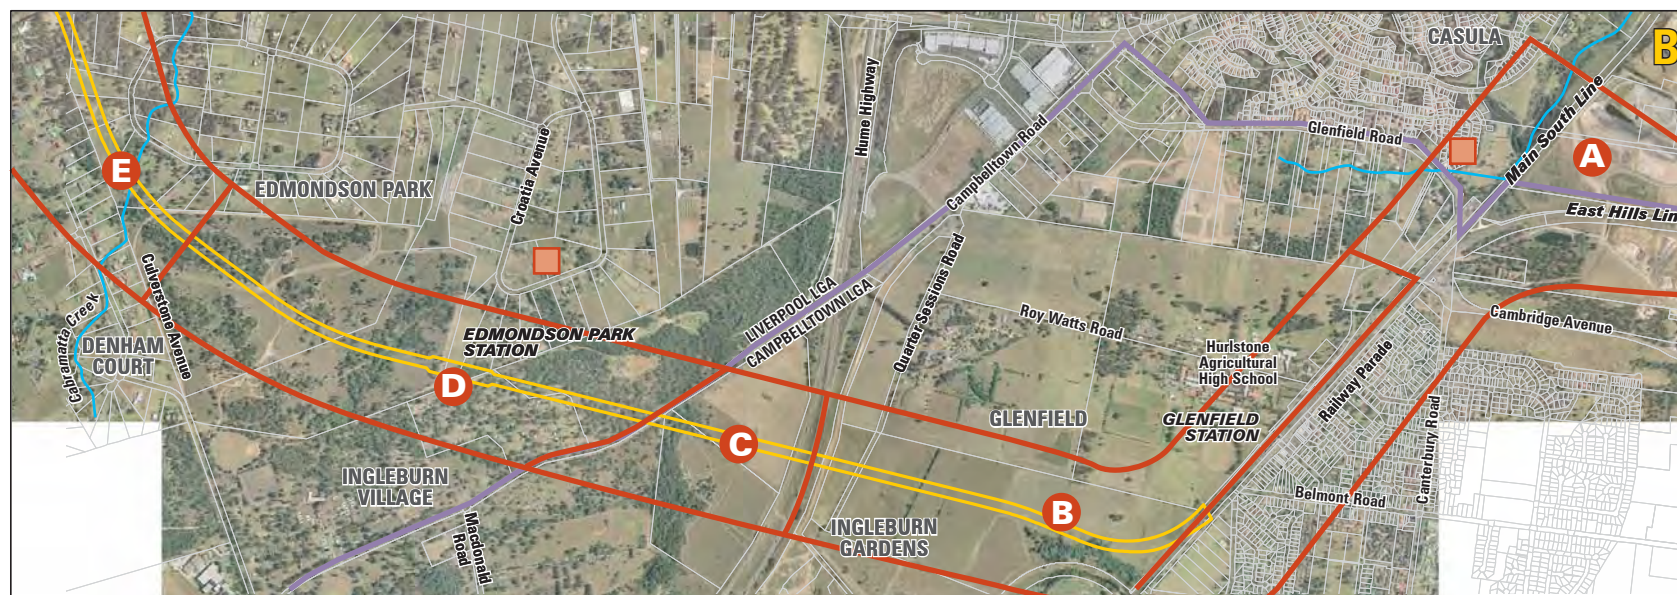 CASULA
B
Hume Highway
Main South Line
Glenfield Road
A
Campbelltown Road
E
EDMONDSON PARK
Croatia Avenue
East Hills Lin
Quarter Sessions Road
LIVERPOOL LGA
CAMPBELLTOWN LGA
Culverstone Avenue
Cabramatta Creek
Roy Watts Road
Cambridge Avenue
EDMONDSON PARK
STATION
DENHAM
COURT
Hurlstone
Agricultural
High School
Railway Parade
D
GLENFIELD
GLENFIELD
STATION
C
Canterbury Road
INGLEBURN
VILLAGE
Belmont Road
B
INGLEBURN
GARDENS
Macdonald
Road